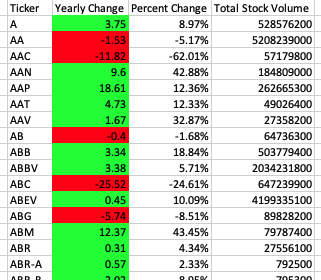 Ticker Yearly Change Percent Change Total Stock Volume
A 3.75 8.97% 528576200
AA -1.53 -5.17% 5208239000
AAC -11.82 -62.01% 57179800
AAN 9.6 42.88% 184809000
AAP 18.61 12.36% 262665300
AAT 4.73 12.33% 49026400
AAV 1.67 32.87% 27358200
AB -0.4 -1.68% 64736300
ABB 3.34 18.84% 503779400
ABBV 3.38 5.71% 2034231800
ABC -25.52 -24.61% 647239900
ABEV 0.45 10.09% 4199335100
ABG -5.74 -8.51% 89828200
ABM 12.37 43.45% 79787400
ABR 0.31 4.34% 27556100
ABR-A 0.57 2.33% 792500